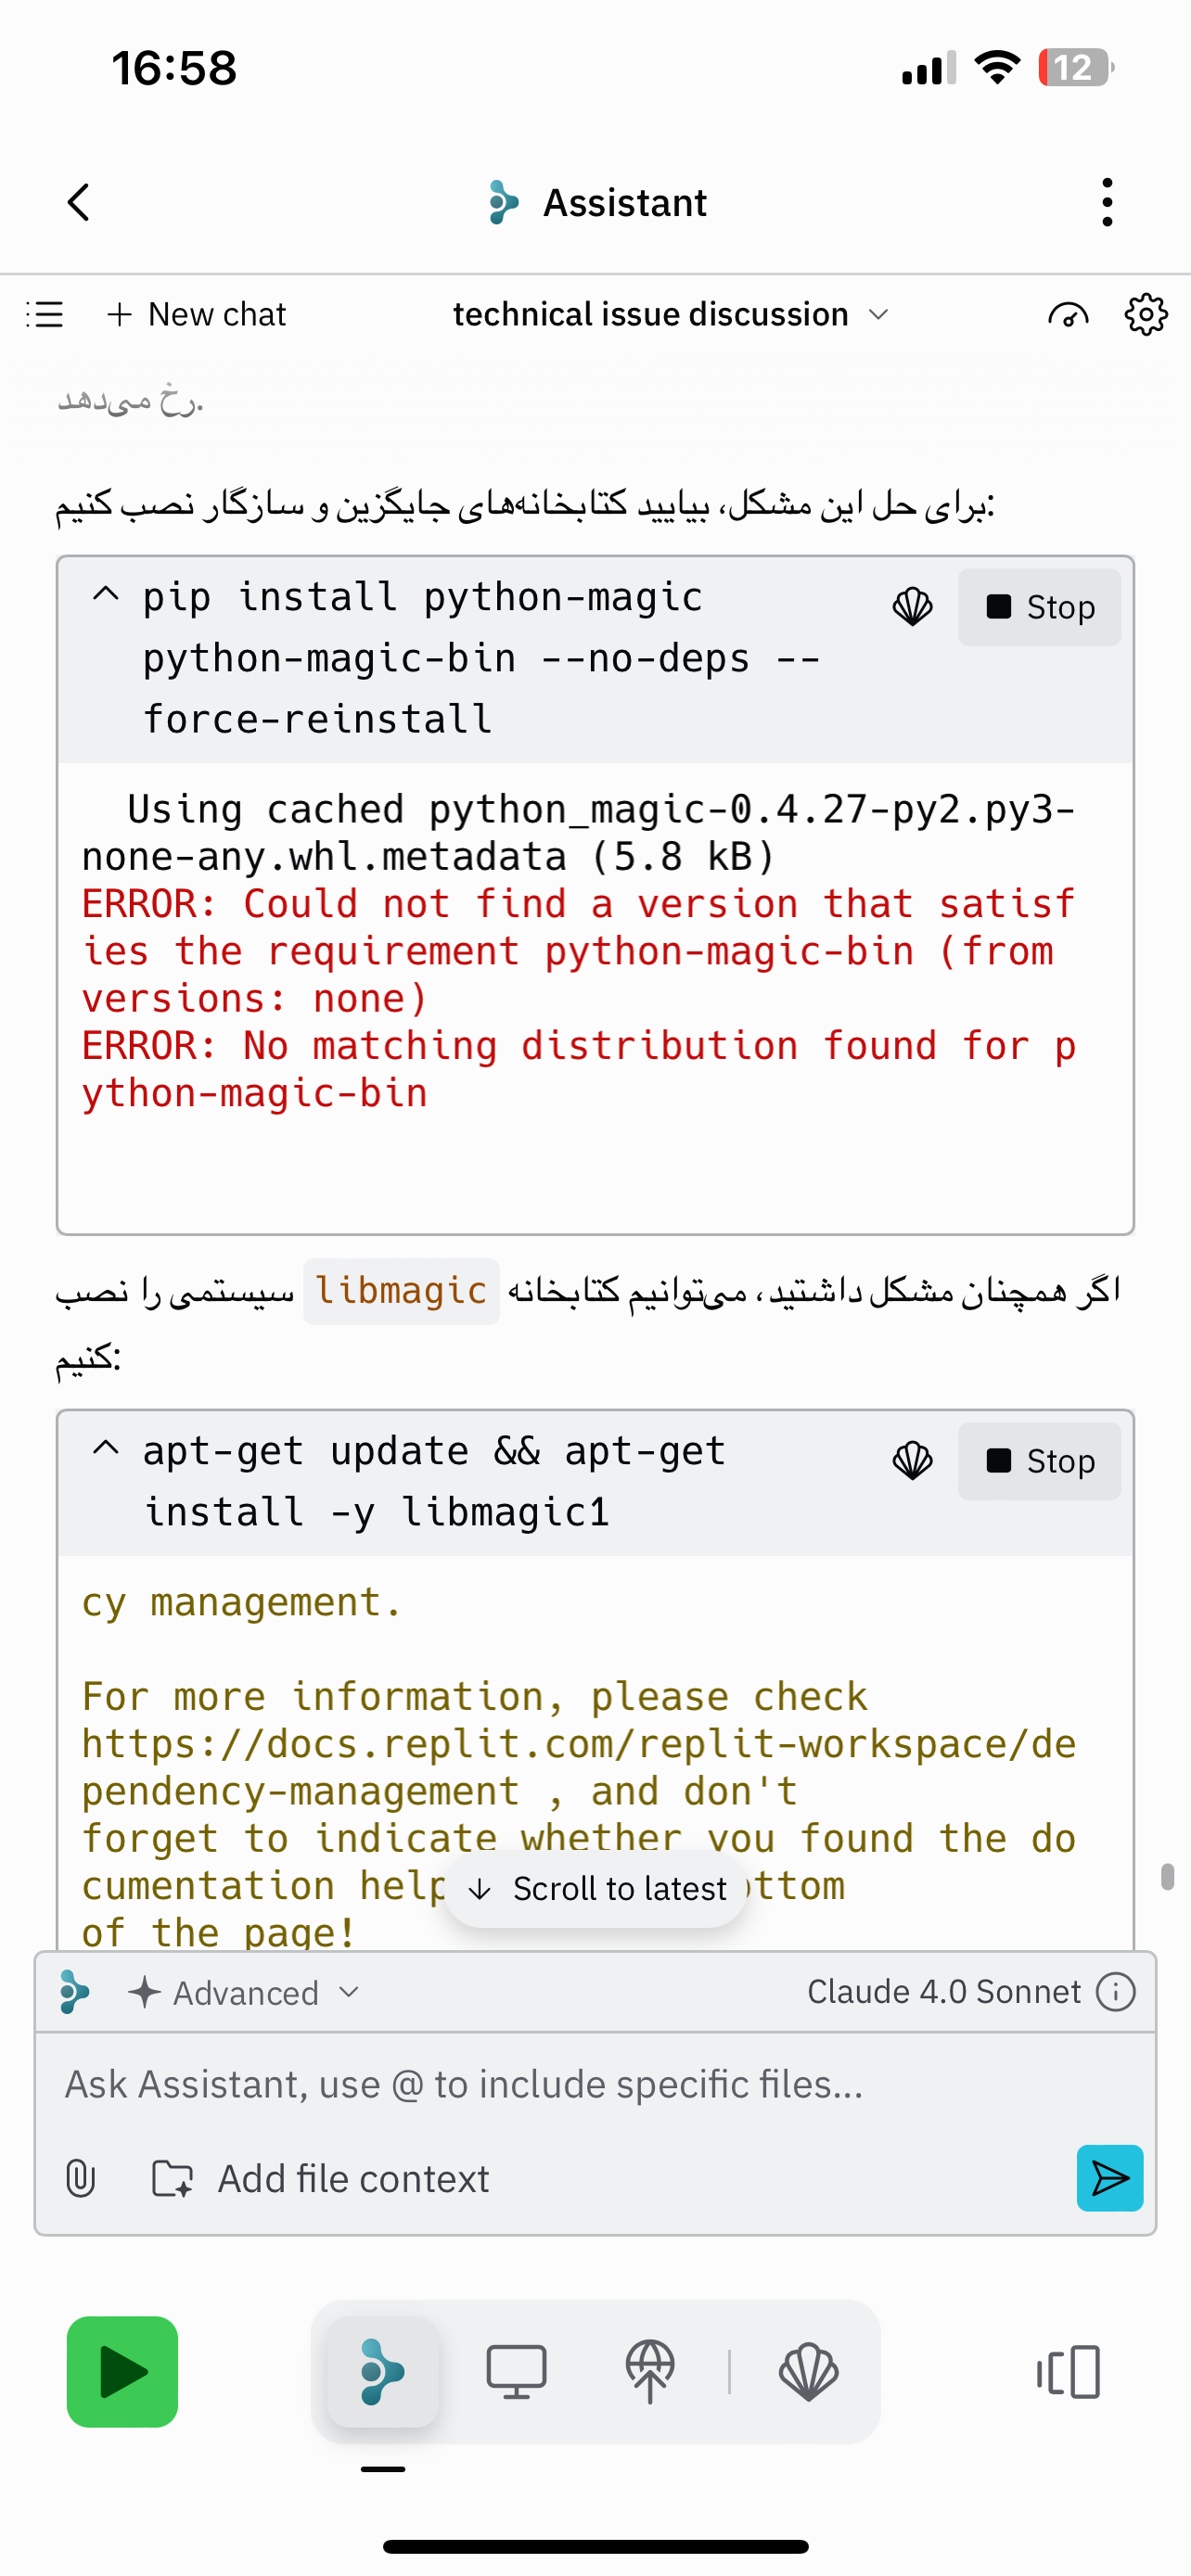 16:58
12
Assistant
New chat
technical issue discussion
رخ می‌دهد.
برای حل این مشکل، بیایید کتابخانه‌های جایگزین و سازگار نصب کنیم:
pip install python-magic
python-magic-bin --no-deps --
force-reinstall
Stop
Using cached python_magic-0.4.27-py2.py3-
none-any.whl.metadata (5.8 kB)
ERROR: Could not find a version that satisf
ies the requirement python-magic-bin (from
versions: none)
ERROR: No matching distribution found for p
ython-magic-bin
اگر همچنان مشکل داشتید، می‌توانیم کتابخانه libmagic سیستمی را نصب
کنیم:
apt-get update && apt-get
install -y libmagic1
Stop
cy management.
For more information, please check
https://docs.replit.com/replit-workspace/de
pendency-management , and don't
forget to indicate whether you found the do
cumentation help
ttom
Scroll to latest
of the page!
Advanced
Claude 4.0 Sonnet
Ask Assistant, use @ to include specific files...
Add file context